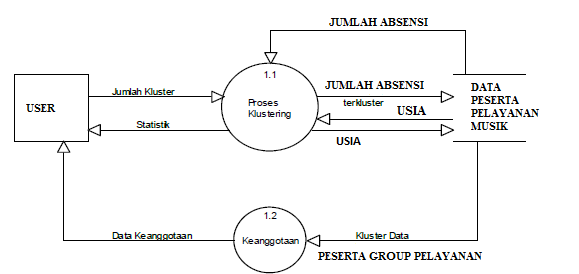 JUMLAH ABSENSI
1.1
Proses
Klustering
USER
Jumlah Kluster
Statistik
JUMLAH ABSENSI
terkluster
USIA
USIA
DATA
PESERTA
PELAYANAN
MUSIK
1.2
Keanggotaan
Data Keanggotaan
Kluster Data
PESERTA GROUP PELAYANAN